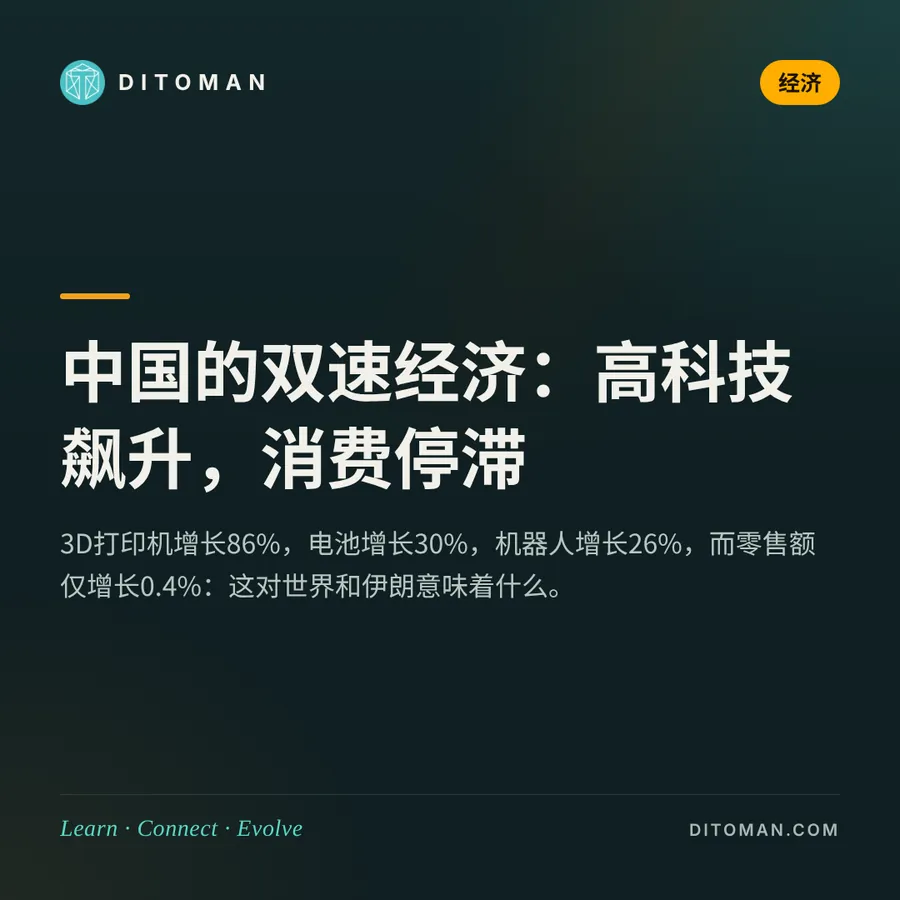 DITOMAN
经济
中国的双速经济：高科技
飙升，消费停滞
3D打印机增长86%，电池增长30%，机器人增长26%，而零售额
仅增长0.4%：这对世界和伊朗意味着什么。
Learn · Connect · Evolve
DITOMAN.COM